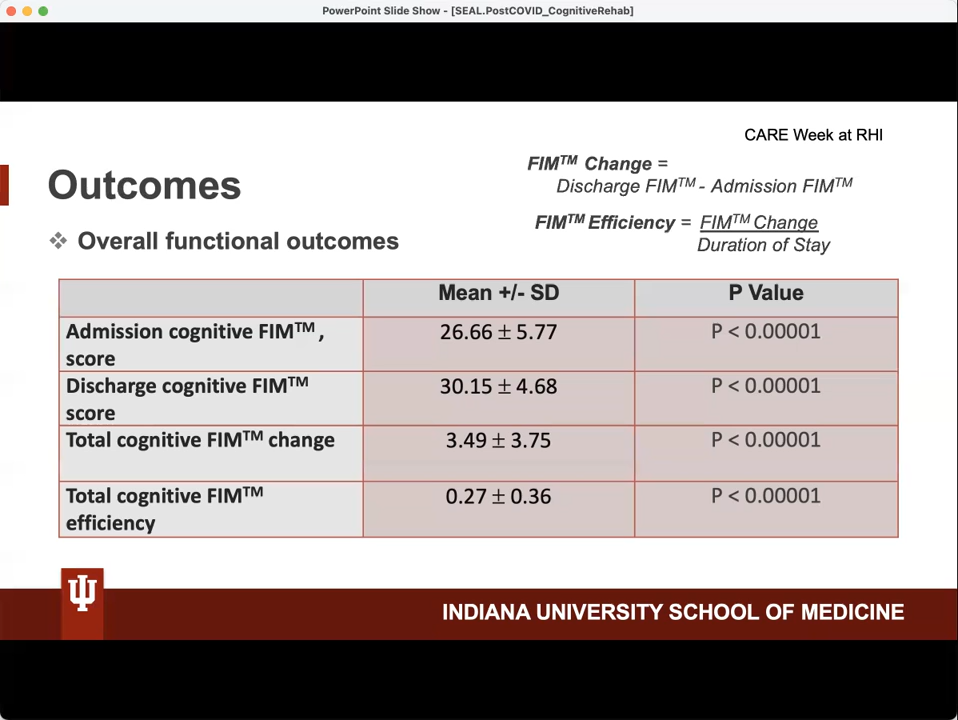 PowerPoint Slide Show - [SEAL.PostCOVID_CognitiveRehab]
CARE Week at RHI
Outcomes
FIM™ Change =
Discharge FIM™ - Admission FIM™
FIM™ Efficiency = FIM™ Change
Duration of Stay
❖ Overall functional outcomes
Mean +/- SD
P Value
Admission cognitive FIM™ ,
score
26.66 ± 5.77
P < 0.00001
Discharge cognitive FIM™
score
30.15 ± 4.68
P < 0.00001
Total cognitive FIM™ change
3.49 ± 3.75
P < 0.00001
Total cognitive FIM™
efficiency
0.27 ± 0.36
P < 0.00001
INDIANA UNIVERSITY SCHOOL OF MEDICINE